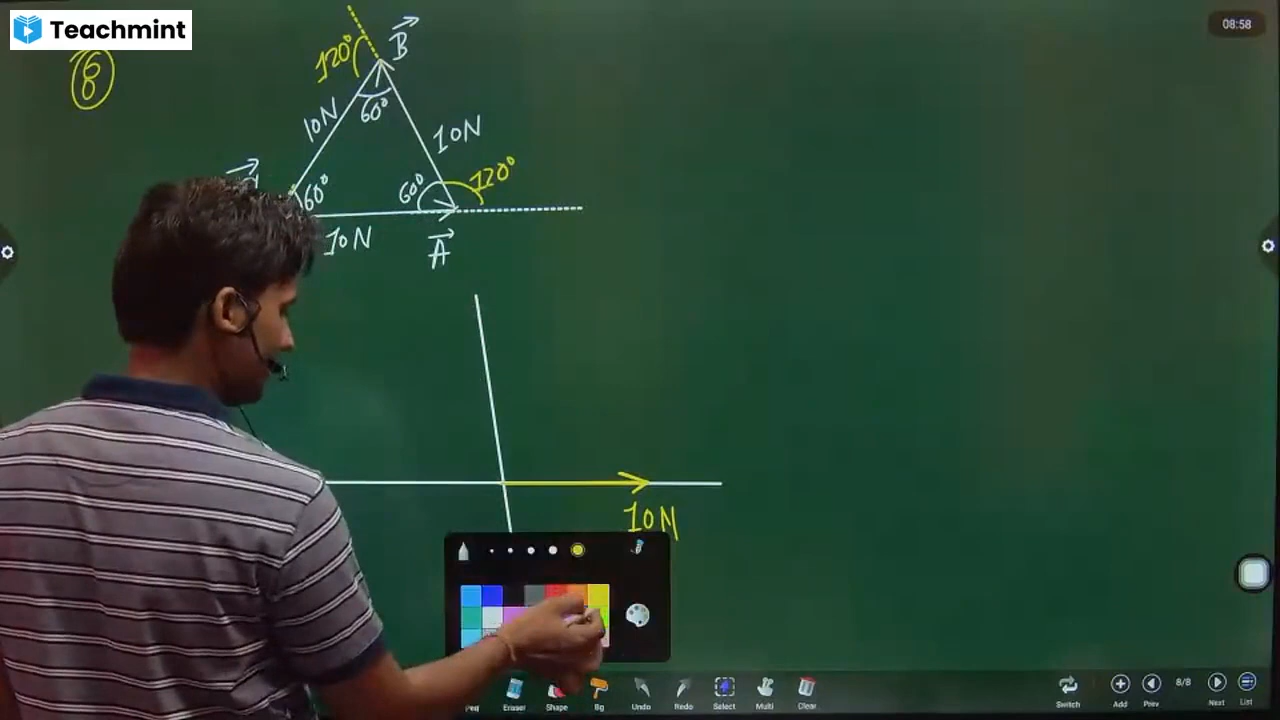 Teachmint
08:58
6
120°
B
10N
60°
10N
60°
60°
120°
10N
A
10N
Pen
Eraser
Shape
Bg
Undo
Redo
Select
Multi
Clear
Switch
Add
Prev
8/8
Next
List